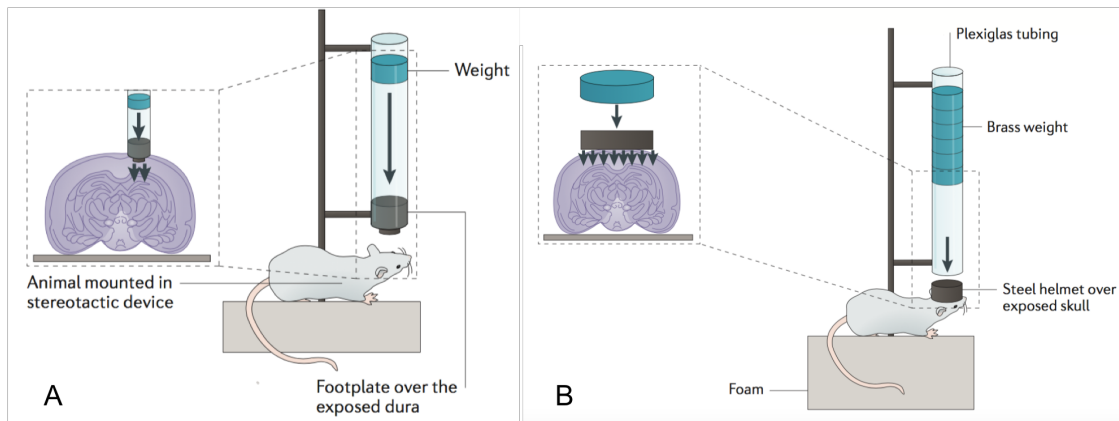 Weight
Animal mounted in
stereotactic device
Footplate over the
exposed dura
A
Plexiglas tubing
Brass weight
Steel helmet over
exposed skull
Foam
B